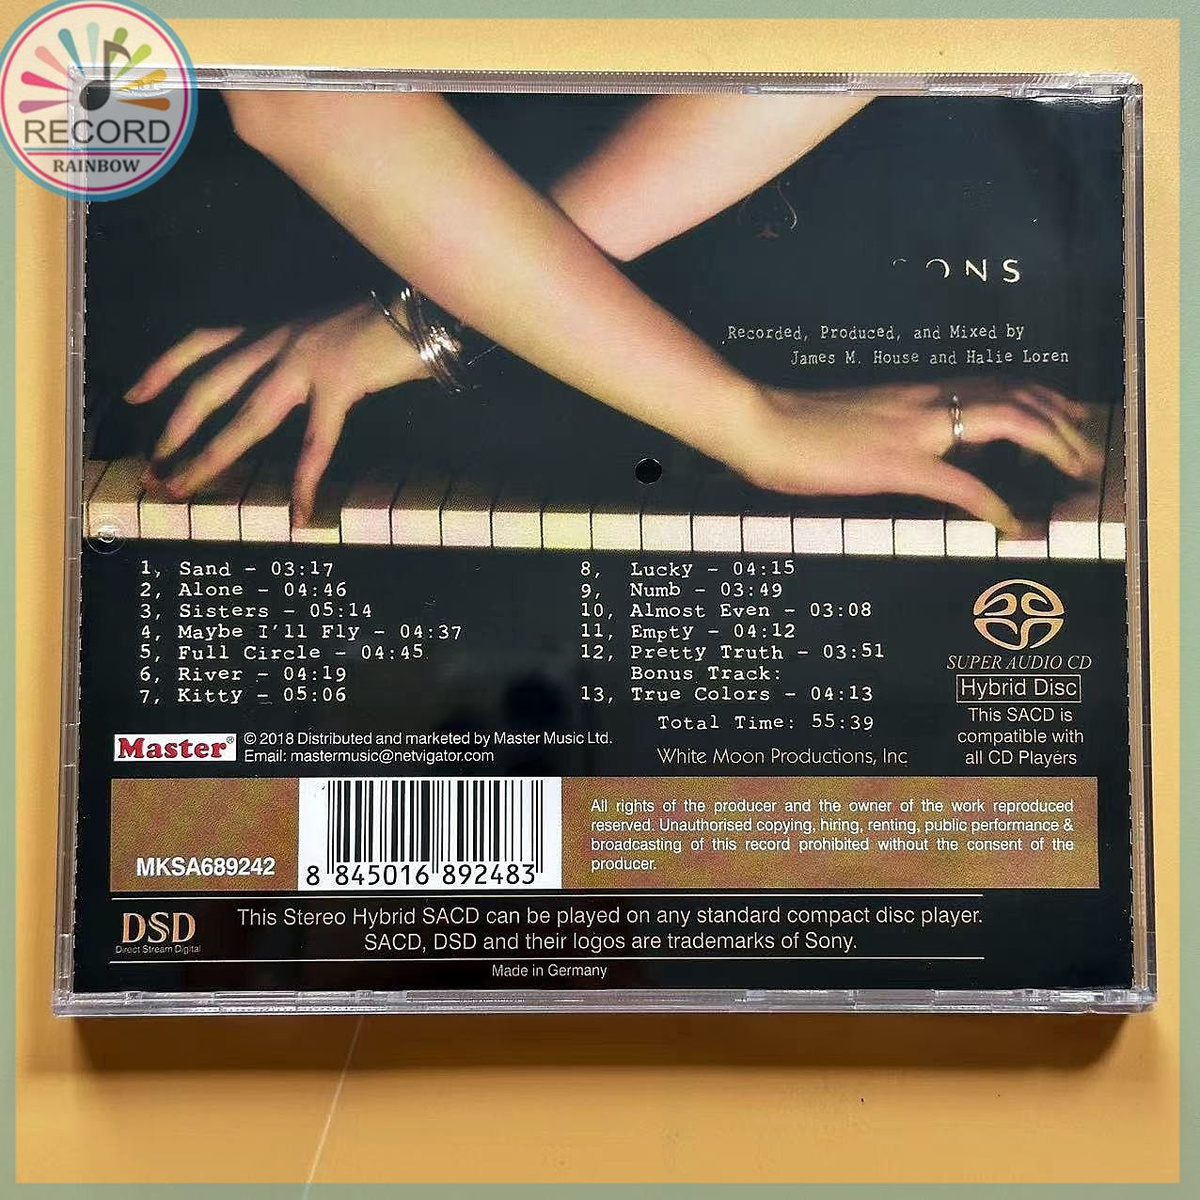 RECORD
RAINBOW
ONS
Recorded, Produced, and Mixed by
James M. House and Halie Loren
1, Sand - 03:17
2, Alone - 04:46
3, Sisters - 05:14
4, Maybe I'll Fly - 04:37
5, Full Circle - 04:45
6, River - 04:19
7, Kitty - 05:06
8, Lucky - 04:15
9, Numb - 03:49
10, Almost Even - 03:08
11, Empty - 04:12
12, Pretty Truth - 03:51
Bonus Track:
13, True Colors - 04:13
Total Time: 55:39
SUPER AUDIO CD
Hybrid Disc
This SACD is
compatible with
all CD Players
Master®
© 2018 Distributed and marketed by Master Music Ltd.
Email: mastermusic@netvigator.com
White Moon Productions, Inc
MKSA689242
8 845016 892483
All rights of the producer and the owner of the work reproduced
reserved. Unauthorised copying, hiring, renting, public performance &
broadcasting of this record prohibited without the consent of the
producer.
DSD
Direct Stream Digital
This Stereo Hybrid SACD can be played on any standard compact disc player.
SACD, DSD and their logos are trademarks of Sony.
Made in Germany